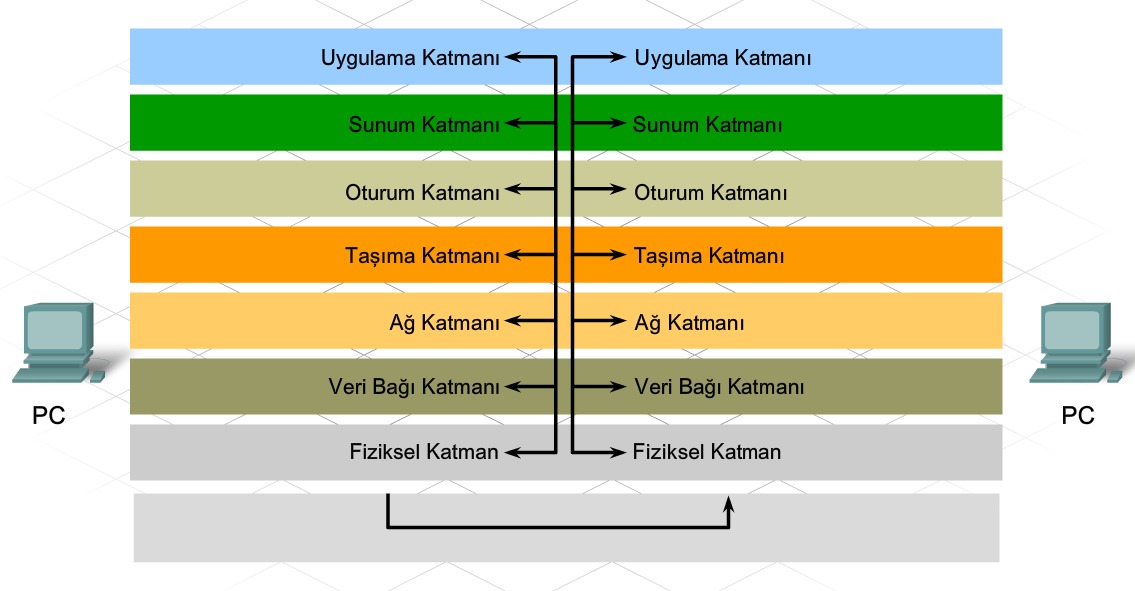 Uygulama Katmanı Uygulama Katmanı
Sunum Katmanı Sunum Katmanı
Oturum Katmanı Oturum Katmanı
Taşıma Katmanı Taşıma Katmanı
Ağ Katmanı Ağ Katmanı
Veri Bağı Katmanı Veri Bağı Katmanı
PC PC
Fiziksel Katman Fiziksel Katman